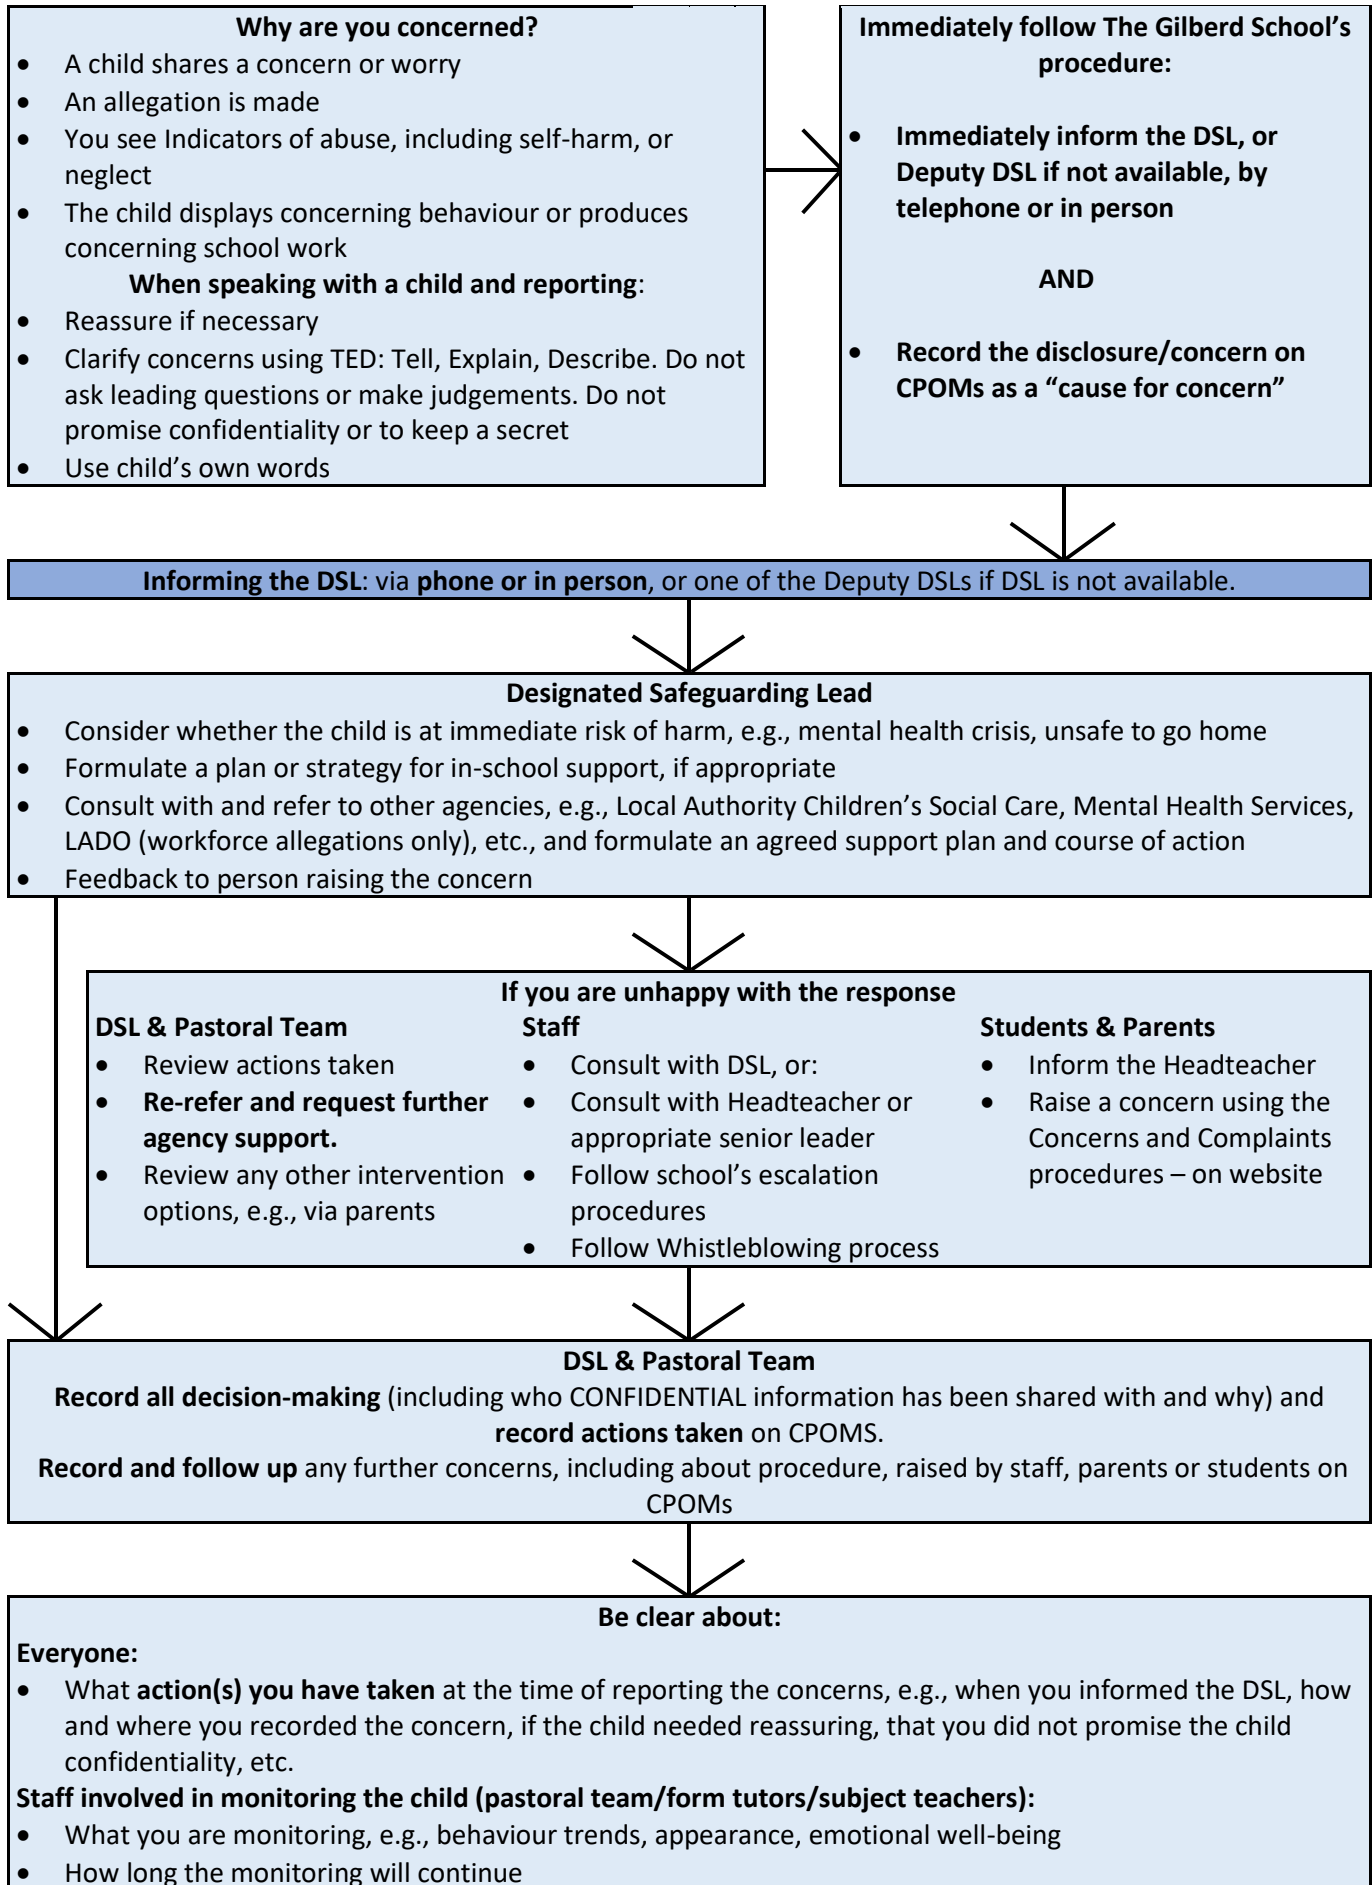 Why are you concerned?
• A child shares a concern or worry
• An allegation is made
• You see Indicators of abuse, including self-harm, or
neglect
• The child displays concerning behaviour or produces
concerning school work
When speaking with a child and reporting:
• Reassure if necessary
• Clarify concerns using TED: Tell, Explain, Describe. Do not
ask leading questions or make judgements. Do not
promise confidentiality or to keep a secret
• Use child's own words
Immediately follow The Gilberd School's
procedure:
• Immediately inform the DSL, or
Deputy DSL if not available, by
telephone or in person
AND
• Record the disclosure/concern on
CPOMs as a "cause for concern"
Informing the DSL: via phone or in person, or one of the Deputy DSLs if DSL is not available.
Designated Safeguarding Lead
• Consider whether the child is at immediate risk of harm, e.g., mental health crisis, unsafe to go home
• Formulate a plan or strategy for in-school support, if appropriate
• Consult with and refer to other agencies, e.g., Local Authority Children's Social Care, Mental Health Services,
LADO (workforce allegations only), etc., and formulate an agreed support plan and course of action
• Feedback to person raising the concern
If you are unhappy with the response
DSL & Pastoral Team
• Review actions taken
• Re-refer and request further
agency support.
• Review any other intervention
options, e.g., via parents
Staff
• Consult with DSL, or:
• Consult with Headteacher or
appropriate senior leader
• Follow school's escalation
procedures
• Follow Whistleblowing process
Students & Parents
• Inform the Headteacher
• Raise a concern using the
Concerns and Complaints
procedures – on website
DSL & Pastoral Team
Record all decision-making (including who CONFIDENTIAL information has been shared with and why) and
record actions taken on CPOMS.
Record and follow up any further concerns, including about procedure, raised by staff, parents or students on
CPOMs
Be clear about:
Everyone:
• What action(s) you have taken at the time of reporting the concerns, e.g., when you informed the DSL, how
and where you recorded the concern, if the child needed reassuring, that you did not promise the child
confidentiality, etc.
Staff involved in monitoring the child (pastoral team/form tutors/subject teachers):
• What you are monitoring, e.g., behaviour trends, appearance, emotional well-being
• How long the monitoring will continue